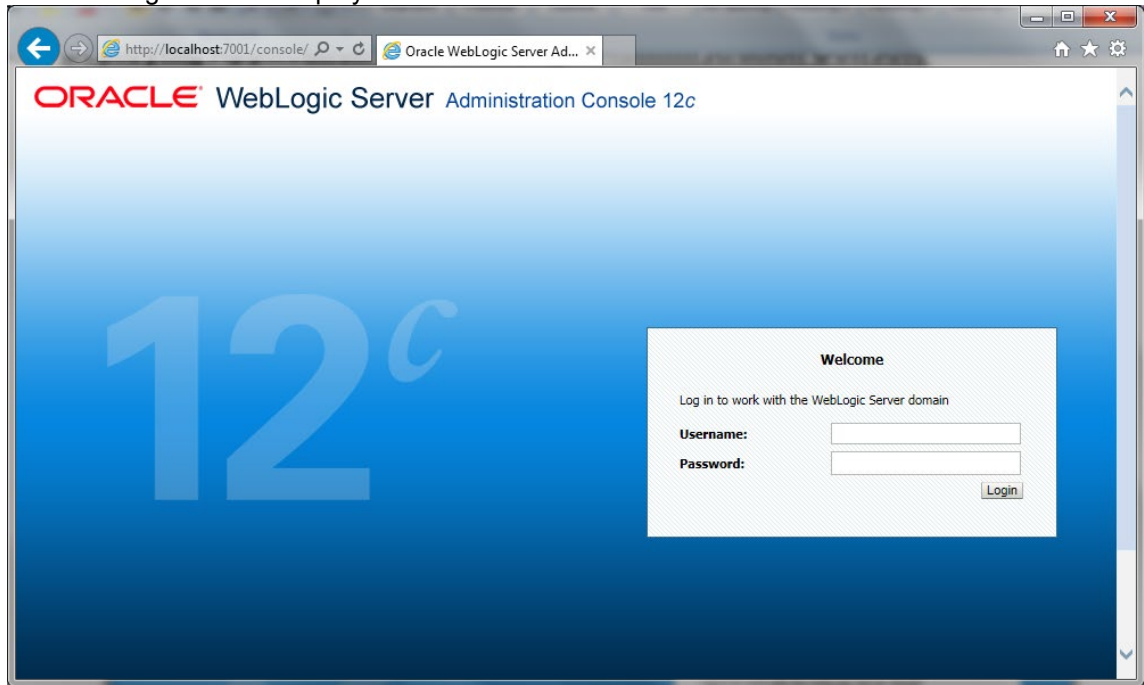 http://localhost:7001/console/
Oracle WebLogic Server Ad...
ORACLE WebLogic Server Administration Console 12c
12c
Welcome
Log in to work with the WebLogic Server domain
Username:
Password:
Login